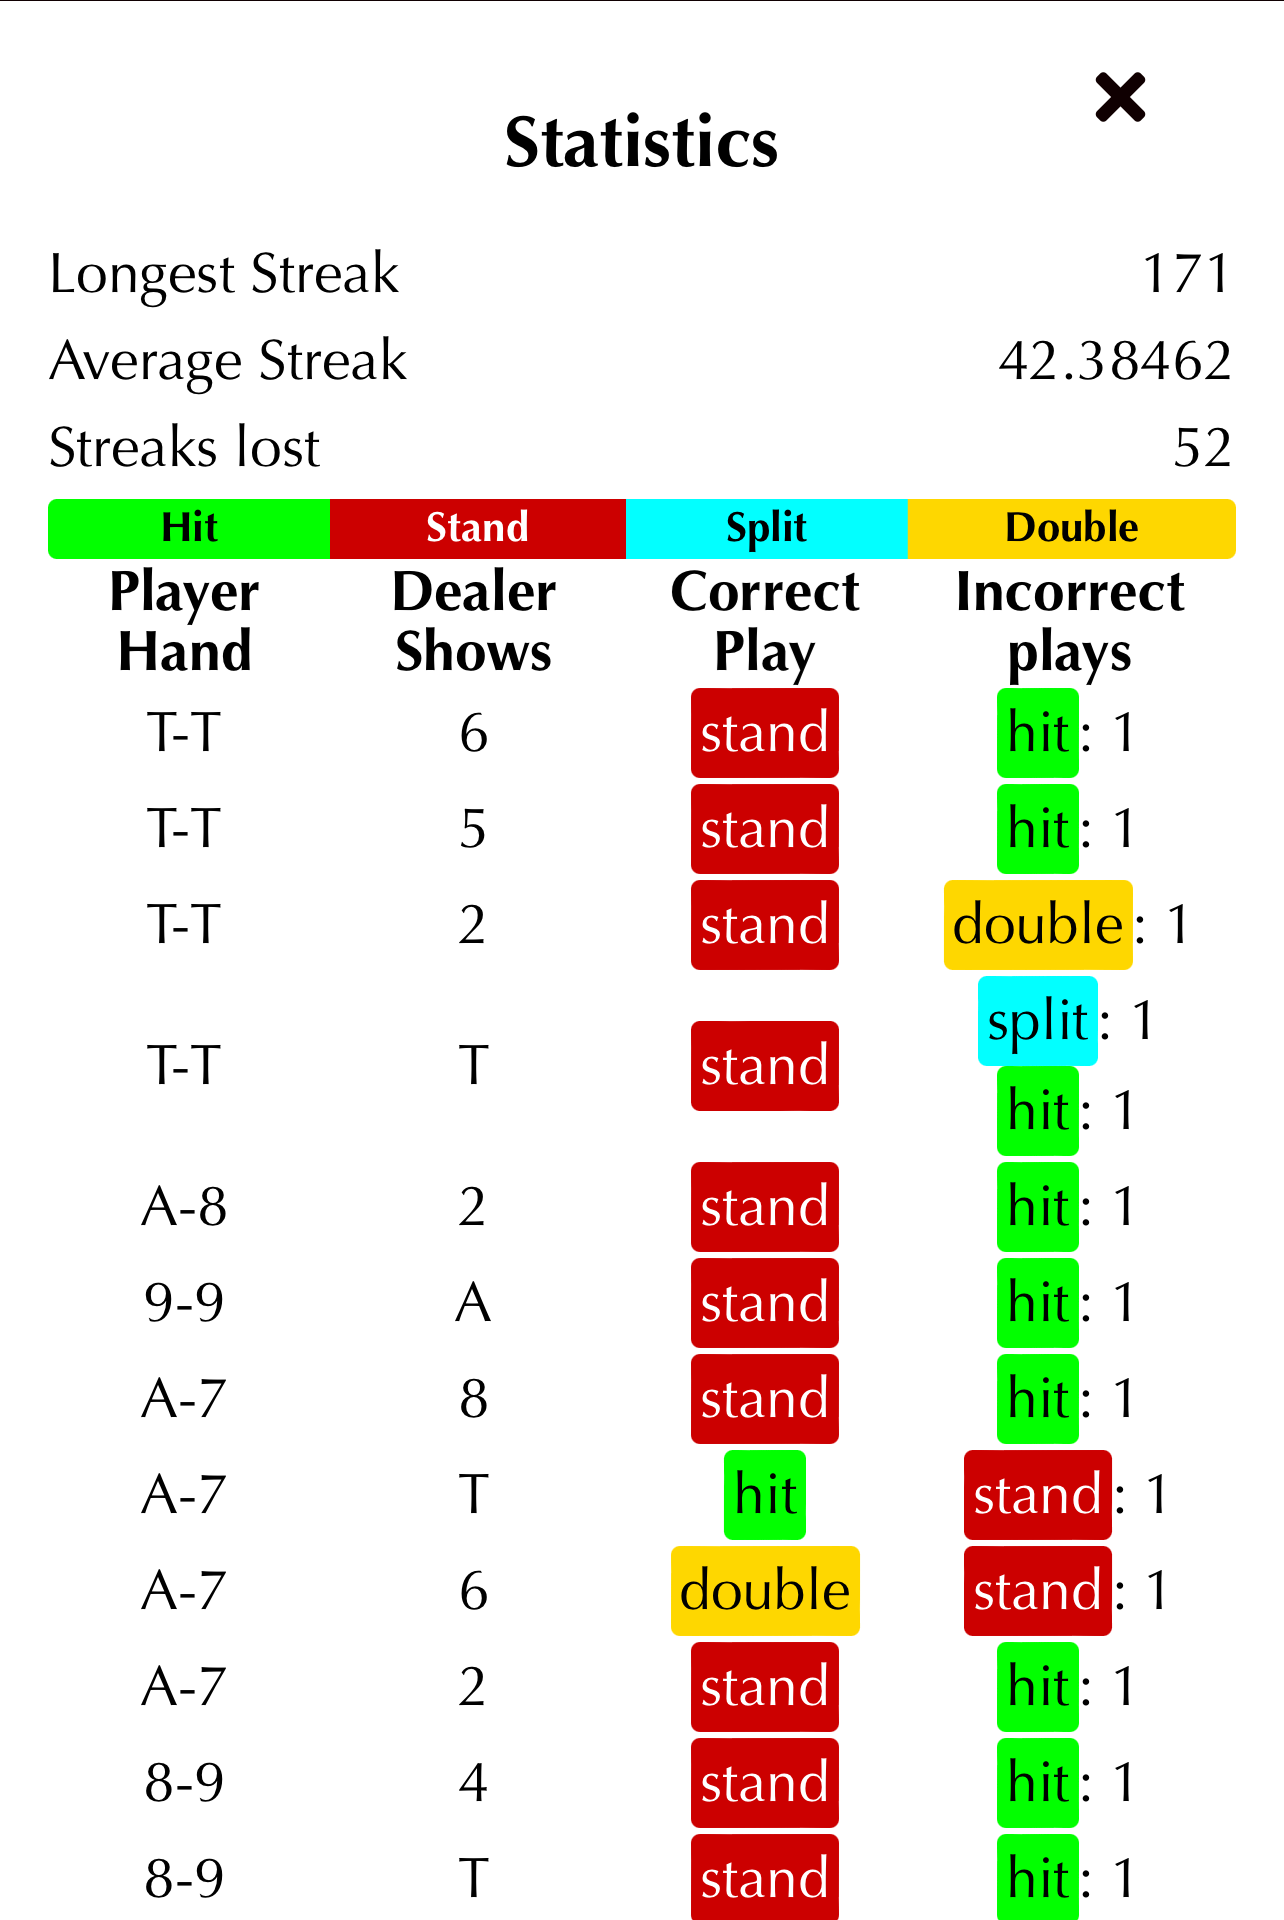 Statistics
Longest Streak 171
Average Streak 42.38462
Streaks lost 52
Hit Stand Split Double
Player Dealer Correct Incorrect
Hand Shows Play plays
T-T 6 stand hit: 1
T-T 5 stand hit: 1
T-T 2 stand double: 1
split: 1
T-T T stand
hit: 1
A-8 2 stand hit: 1
9-9 A stand hit: 1
A-7 8 stand hit: 1
A-7 T hit stand: 1
A-7 6 double stand: 1
A-7 2 stand hit: 1
8-9 4 stand hit: 1
8-9 T stand hit: 1